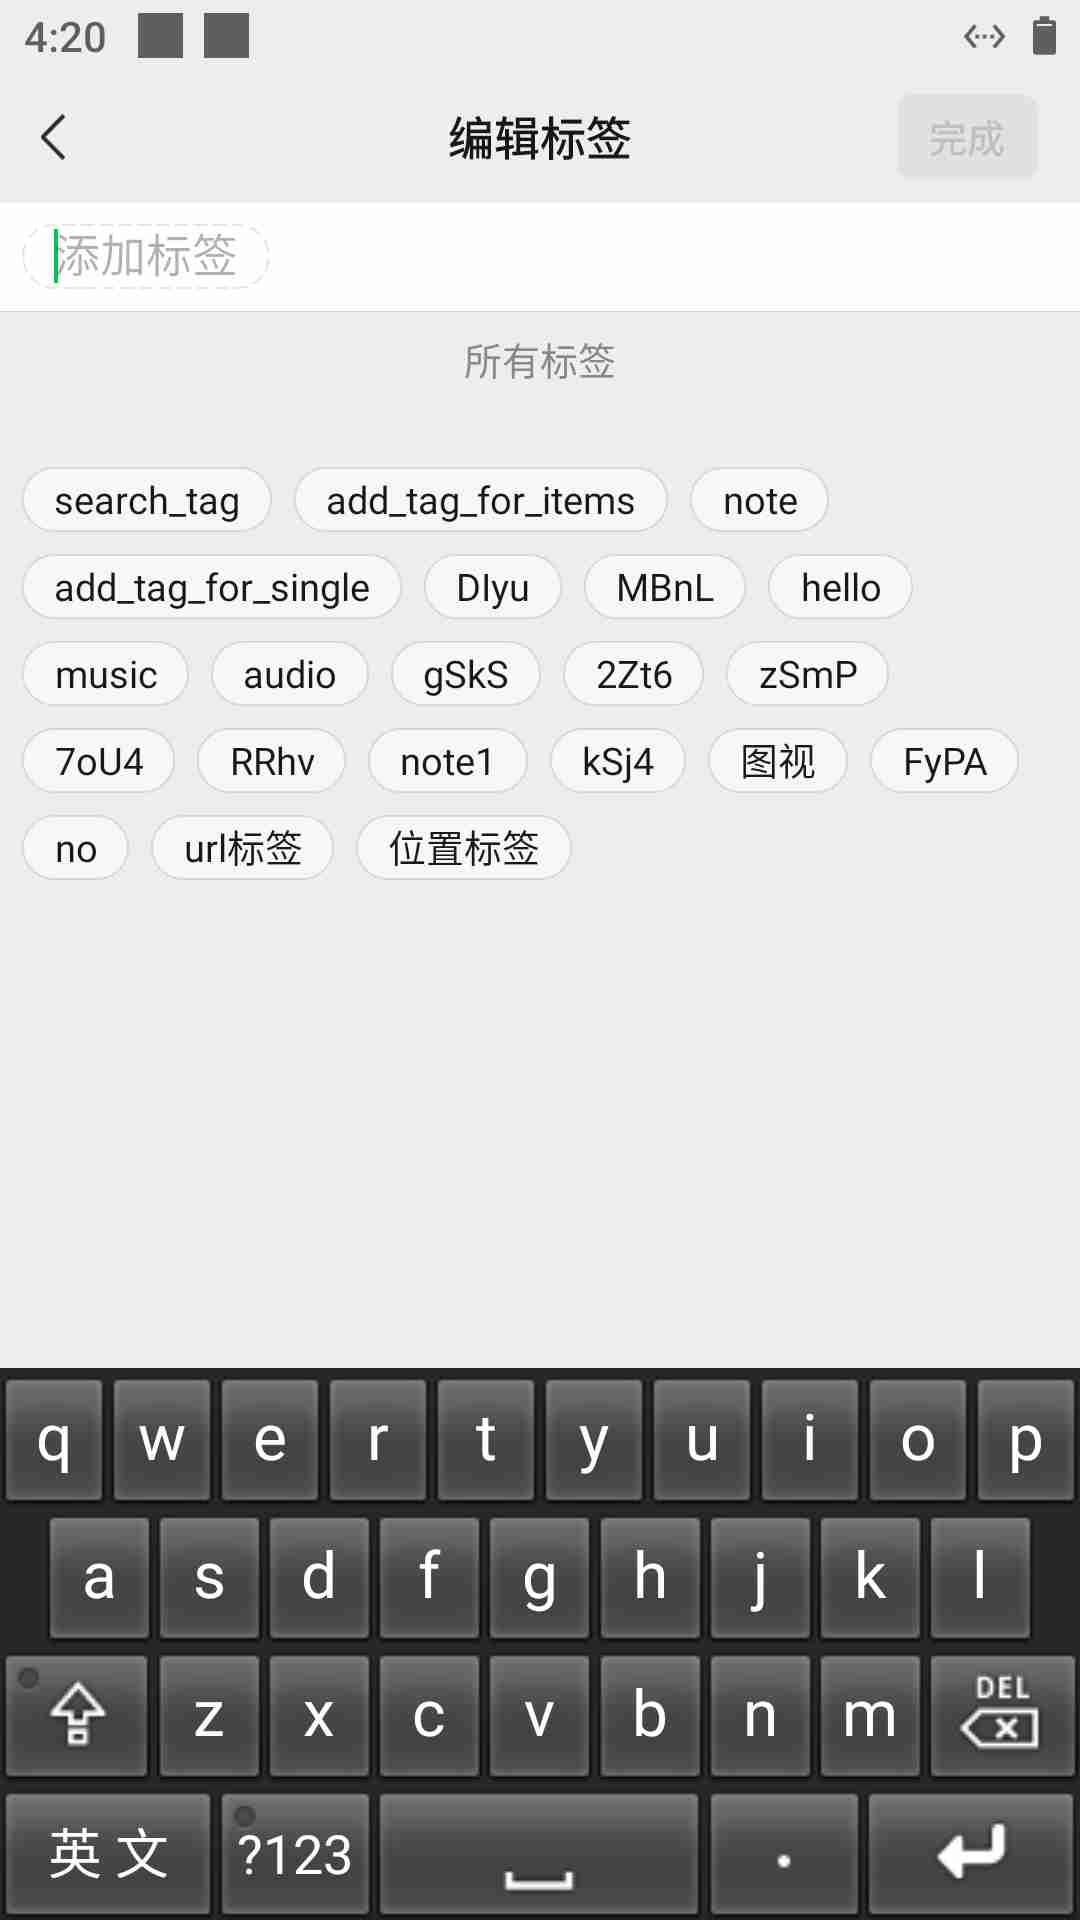 4:20
编辑标签
完成
添加标签
所有标签
search_tag add_tag_for_items note
add_tag_for_single DIyu MBnL hello
music audio gSkS 2Zt6 zSmP
7oU4 RRhv note1 kSj4 图视 FyPA
no url标签 位置标签
q w e r t y u i o p
a s d f g h j k l
z x c v b n m DEL
英文 ?123 .